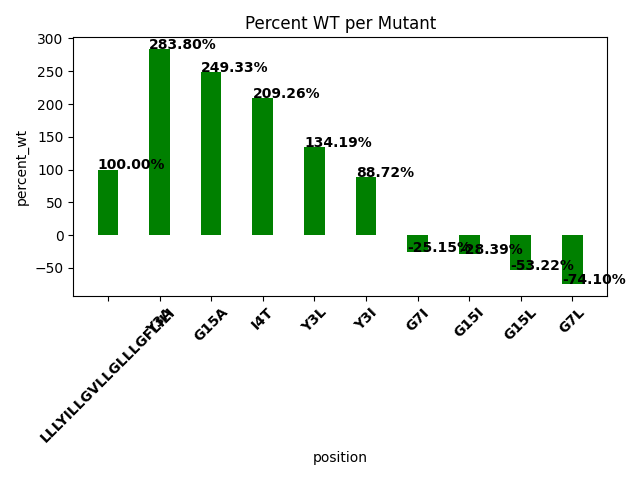 Percent WT per Mutant
300
250
200
150
100
50
0
−50
percent_wt
100.00%
283.80%
249.33%
209.26%
134.19%
88.72%
-25.15%
-28.39%
-53.22%
-74.10%
Y3A
G15A
I4T
Y3L
Y3I
G7I
G15I
G15L
G7L
position